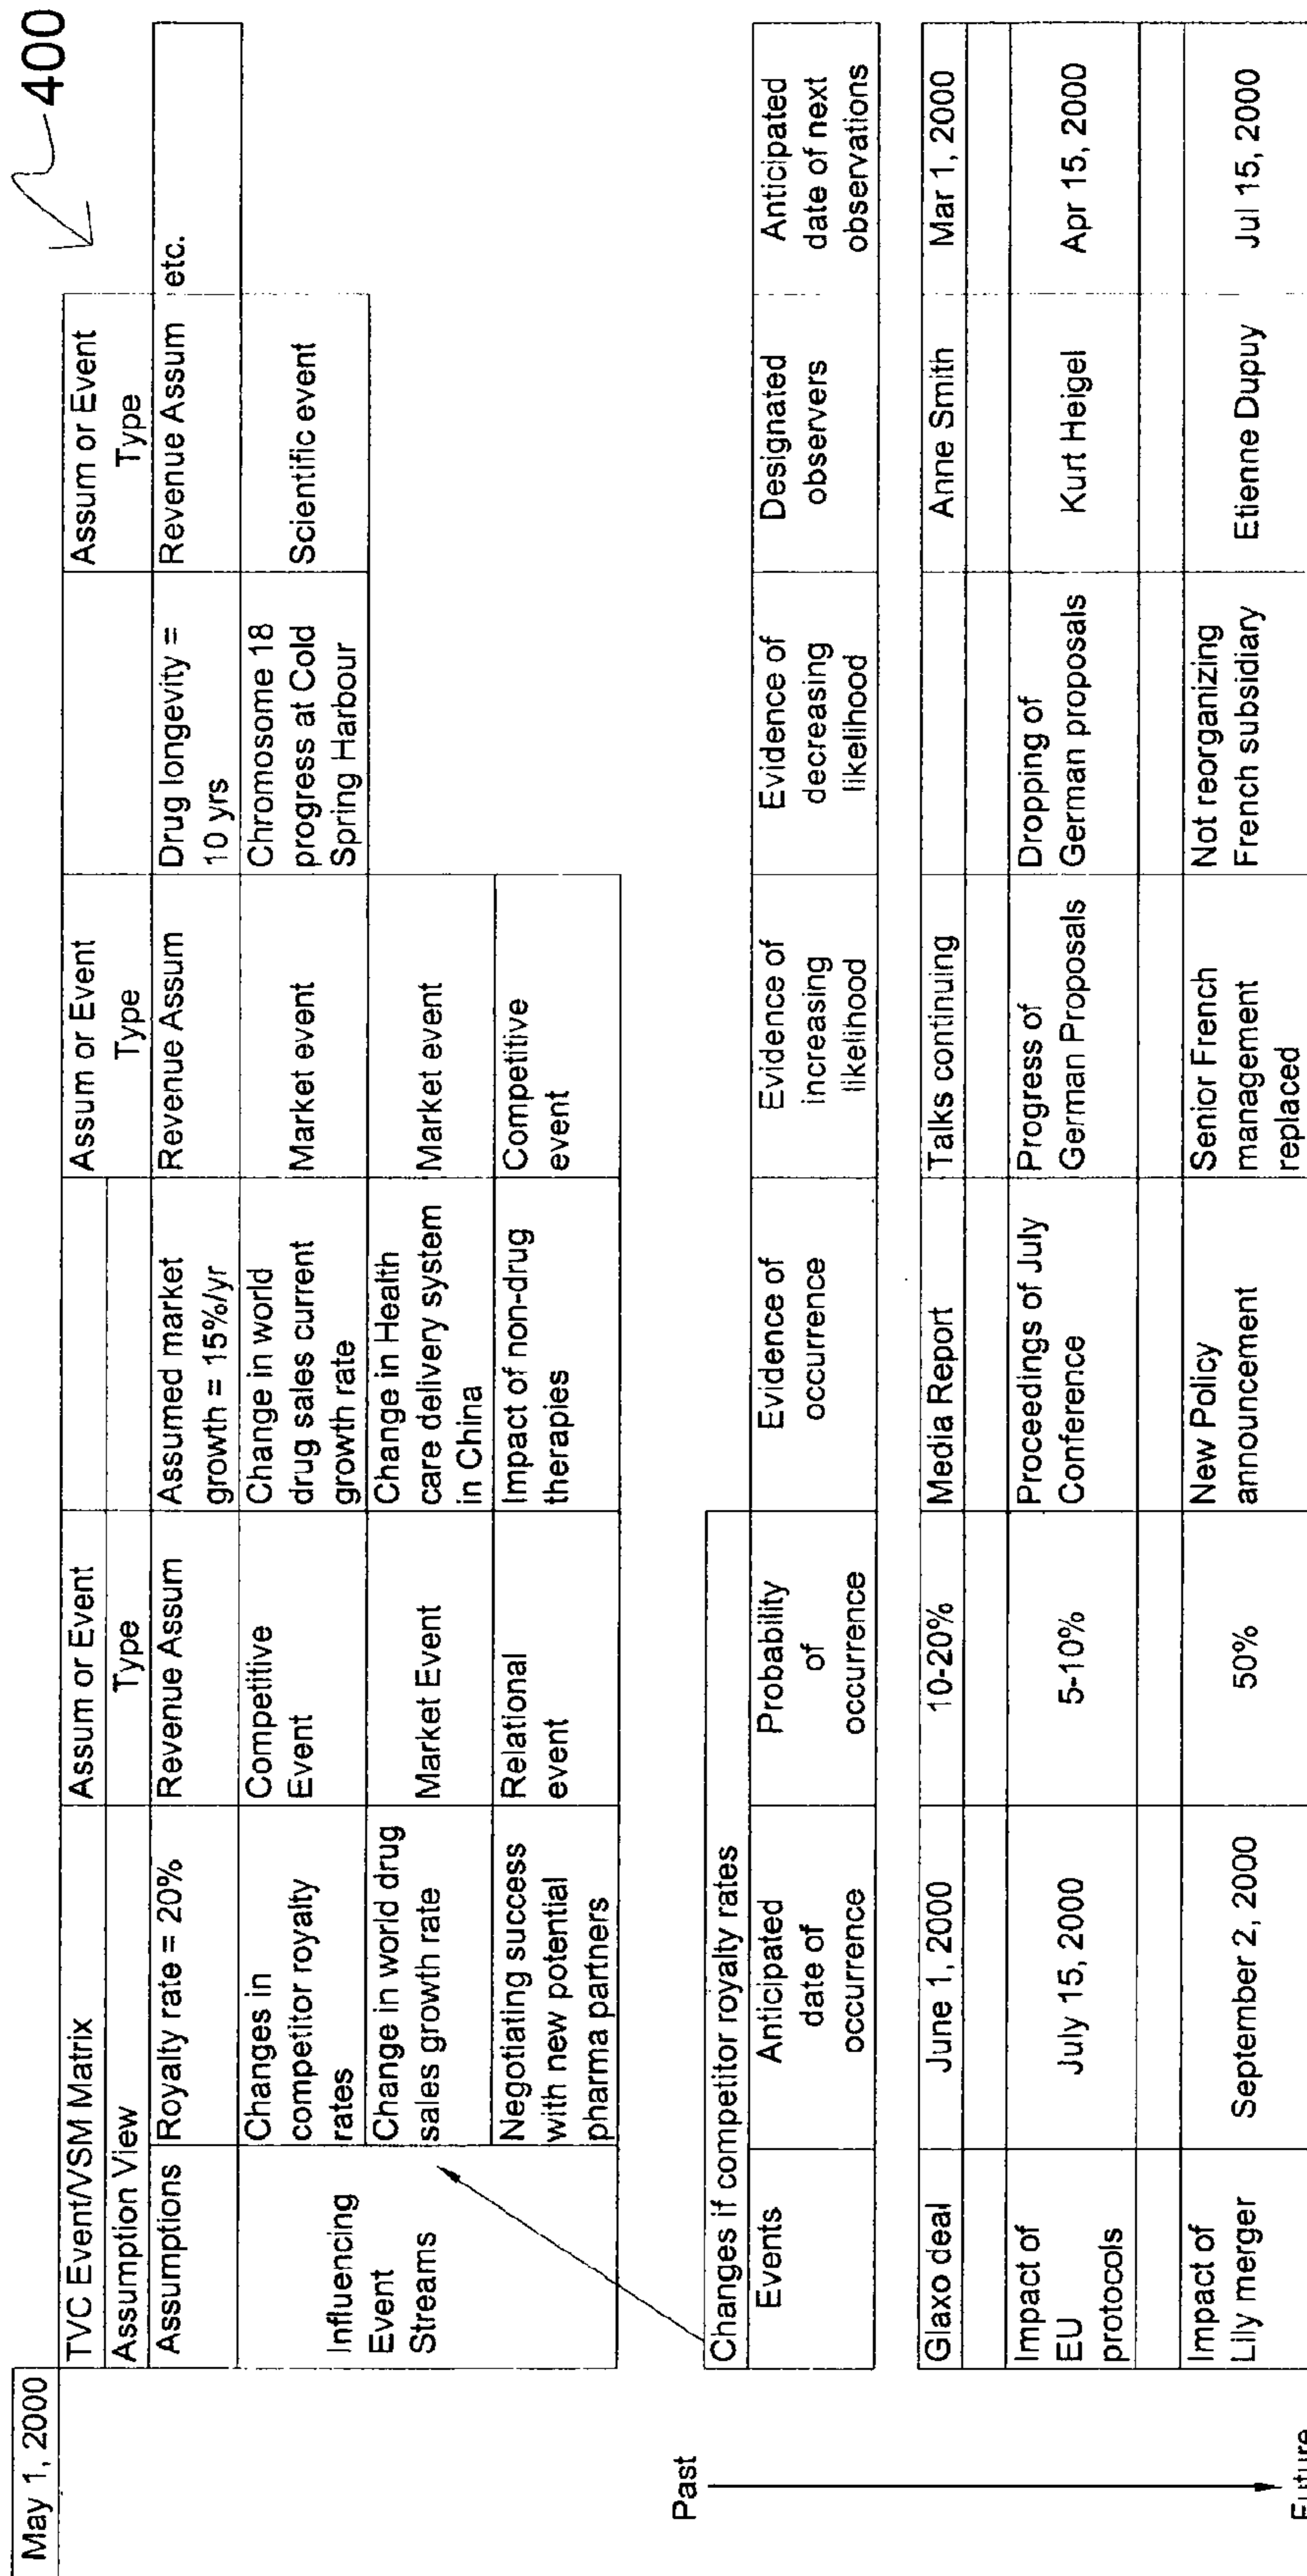 400
May 1, 2000
TVC Event/VSM Matrix
Assum or Event
Assum or Event
Assum or Event
Assumption View
Type
Type
Type
Assumptions
Royalty rate = 20%
Revenue Assum
Assumed market
growth = 15%/yr
Revenue Assum
Drug longevity =
10 yrs
Revenue Assum
etc.
Influencing
Event
Streams
Changes in
competitor royalty
rates
Competitive
Event
Change in world
drug sales current
growth rate
Market event
Chromosome 18
progress at Cold
Spring Harbour
Scientific event
Change in world drug
sales growth rate
Market Event
Change in Health
care delivery system
in China
Market event
Negotiating success
with new potential
pharma partners
Relational
event
Impact of non-drug
therapies
Competitive
event
Past
Changes if competitor royalty rates
Events
Anticipated
date of
occurrence
Probability
of
occurrence
Evidence of
occurrence
Evidence of
increasing
likelihood
Evidence of
decreasing
likelihood
Designated
observers
Anticipated
date of next
observations
Glaxo deal
June 1, 2000
10-20%
Media Report
Talks continuing
Anne Smith
Mar 1, 2000
Impact of
EU
protocols
July 15, 2000
5-10%
Proceedings of July
Conference
Progress of
German Proposals
Dropping of
German proposals
Kurt Heigel
Apr 15, 2000
Impact of
Lily merger
September 2, 2000
50%
New Policy
announcement
Senior French
management
replaced
Not reorganizing
French subsidiary
Etienne Dupuy
Jul 15, 2000
Future